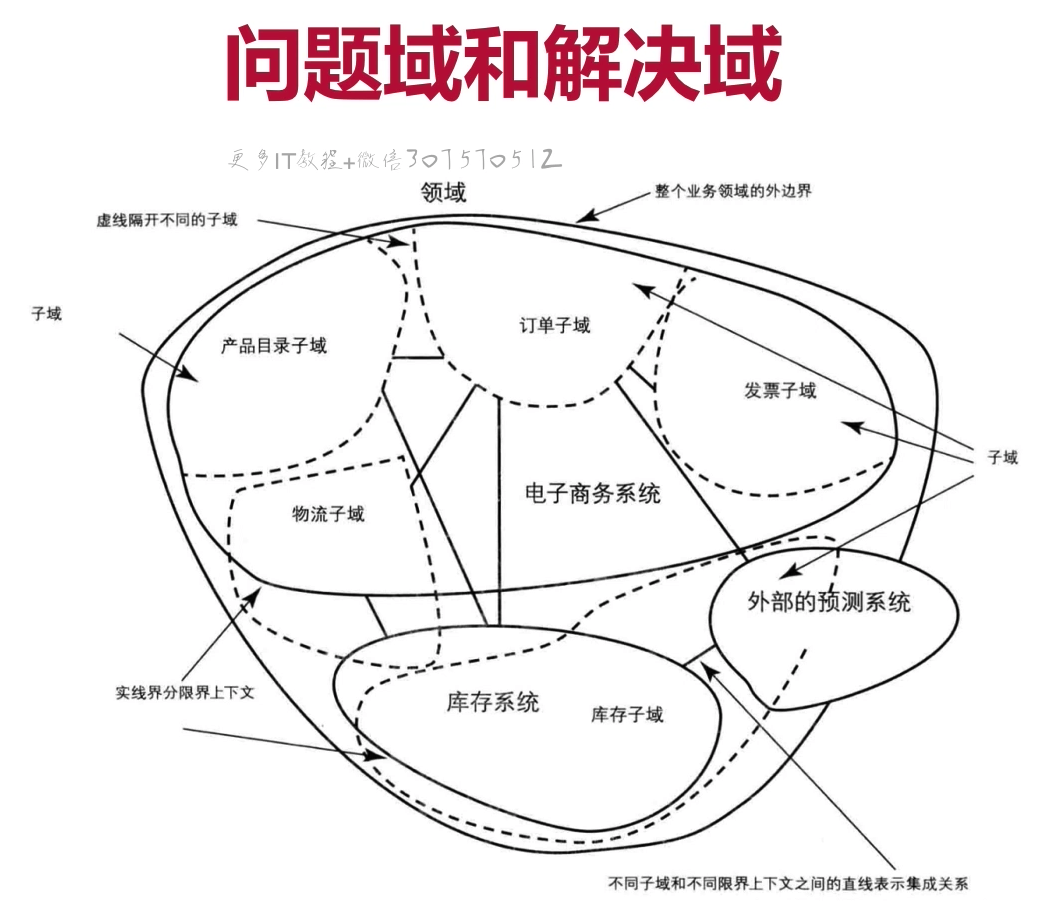 问题域和解决域
更多IT教程+微信307570512
领域
整个业务领域的外边界
虚线隔开不同的子域
子域
订单子域
产品目录子域
发票子域
子域
电子商务系统
物流子域
外部的预测系统
实线界分限界上下文
库存系统
库存子域
不同子域和不同限界上下文之间的直线表示集成关系